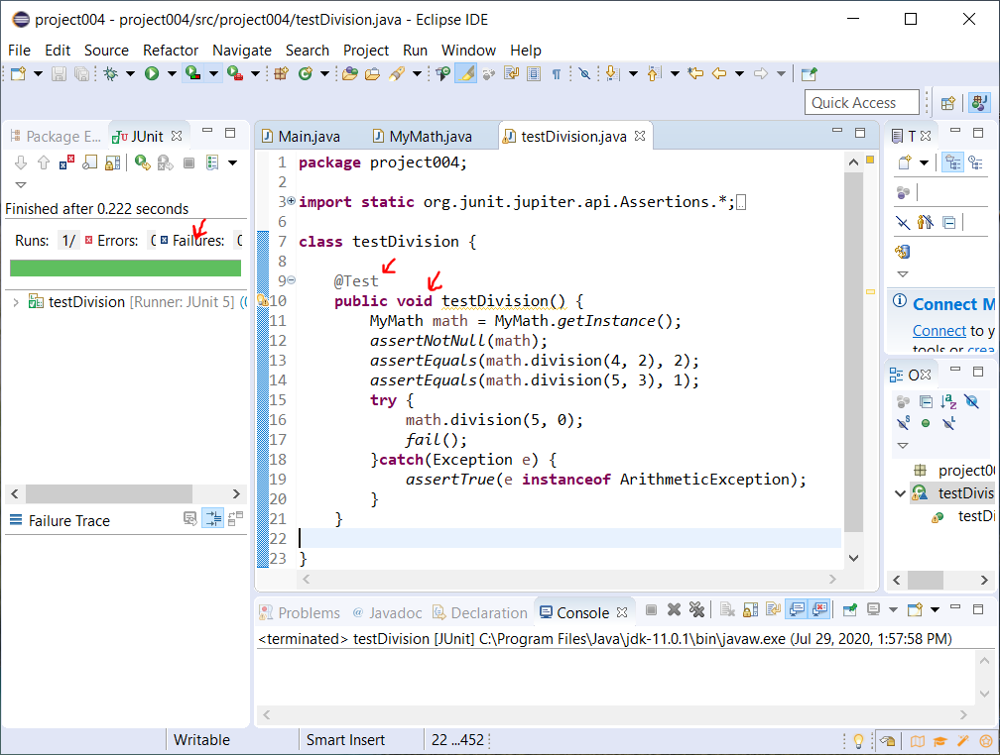 project004 - project004/src/project004/testDivision.java - Eclipse IDE
File Edit Source Refactor Navigate Search Project Run Window Help
Quick Access
Package E... JUnit
Finished after 0.222 seconds
Runs: 1/ Errors: 0 Failures: 0
testDivision [Runner: JUnit 5] (0
Failure Trace
Main.java MyMath.java testDivision.java
1 package project004;
2
3 import static org.junit.jupiter.api.Assertions.*;
6
7 class testDivision {
8
9 @Test
10 public void testDivision() {
11 MyMath math = MyMath.getInstance();
12 assertNotNull(math);
13 assertEquals(math.division(4, 2), 2);
14 assertEquals(math.division(5, 3), 1);
15 try {
16 math.division(5, 0);
17 fail();
18 }catch(Exception e) {
19 assertTrue(e instanceof ArithmeticException);
20 }
21 }
22
23 }
T
Connect M
Connect to y
tools or crea
O
project00
testDivis
testD
Problems @ Javadoc Declaration Console
<terminated> testDivision [JUnit] C:\Program Files\Java\jdk-11.0.1\bin\javaw.exe (Jul 29, 2020, 1:57:58 PM)
Writable Smart Insert 22 ...452